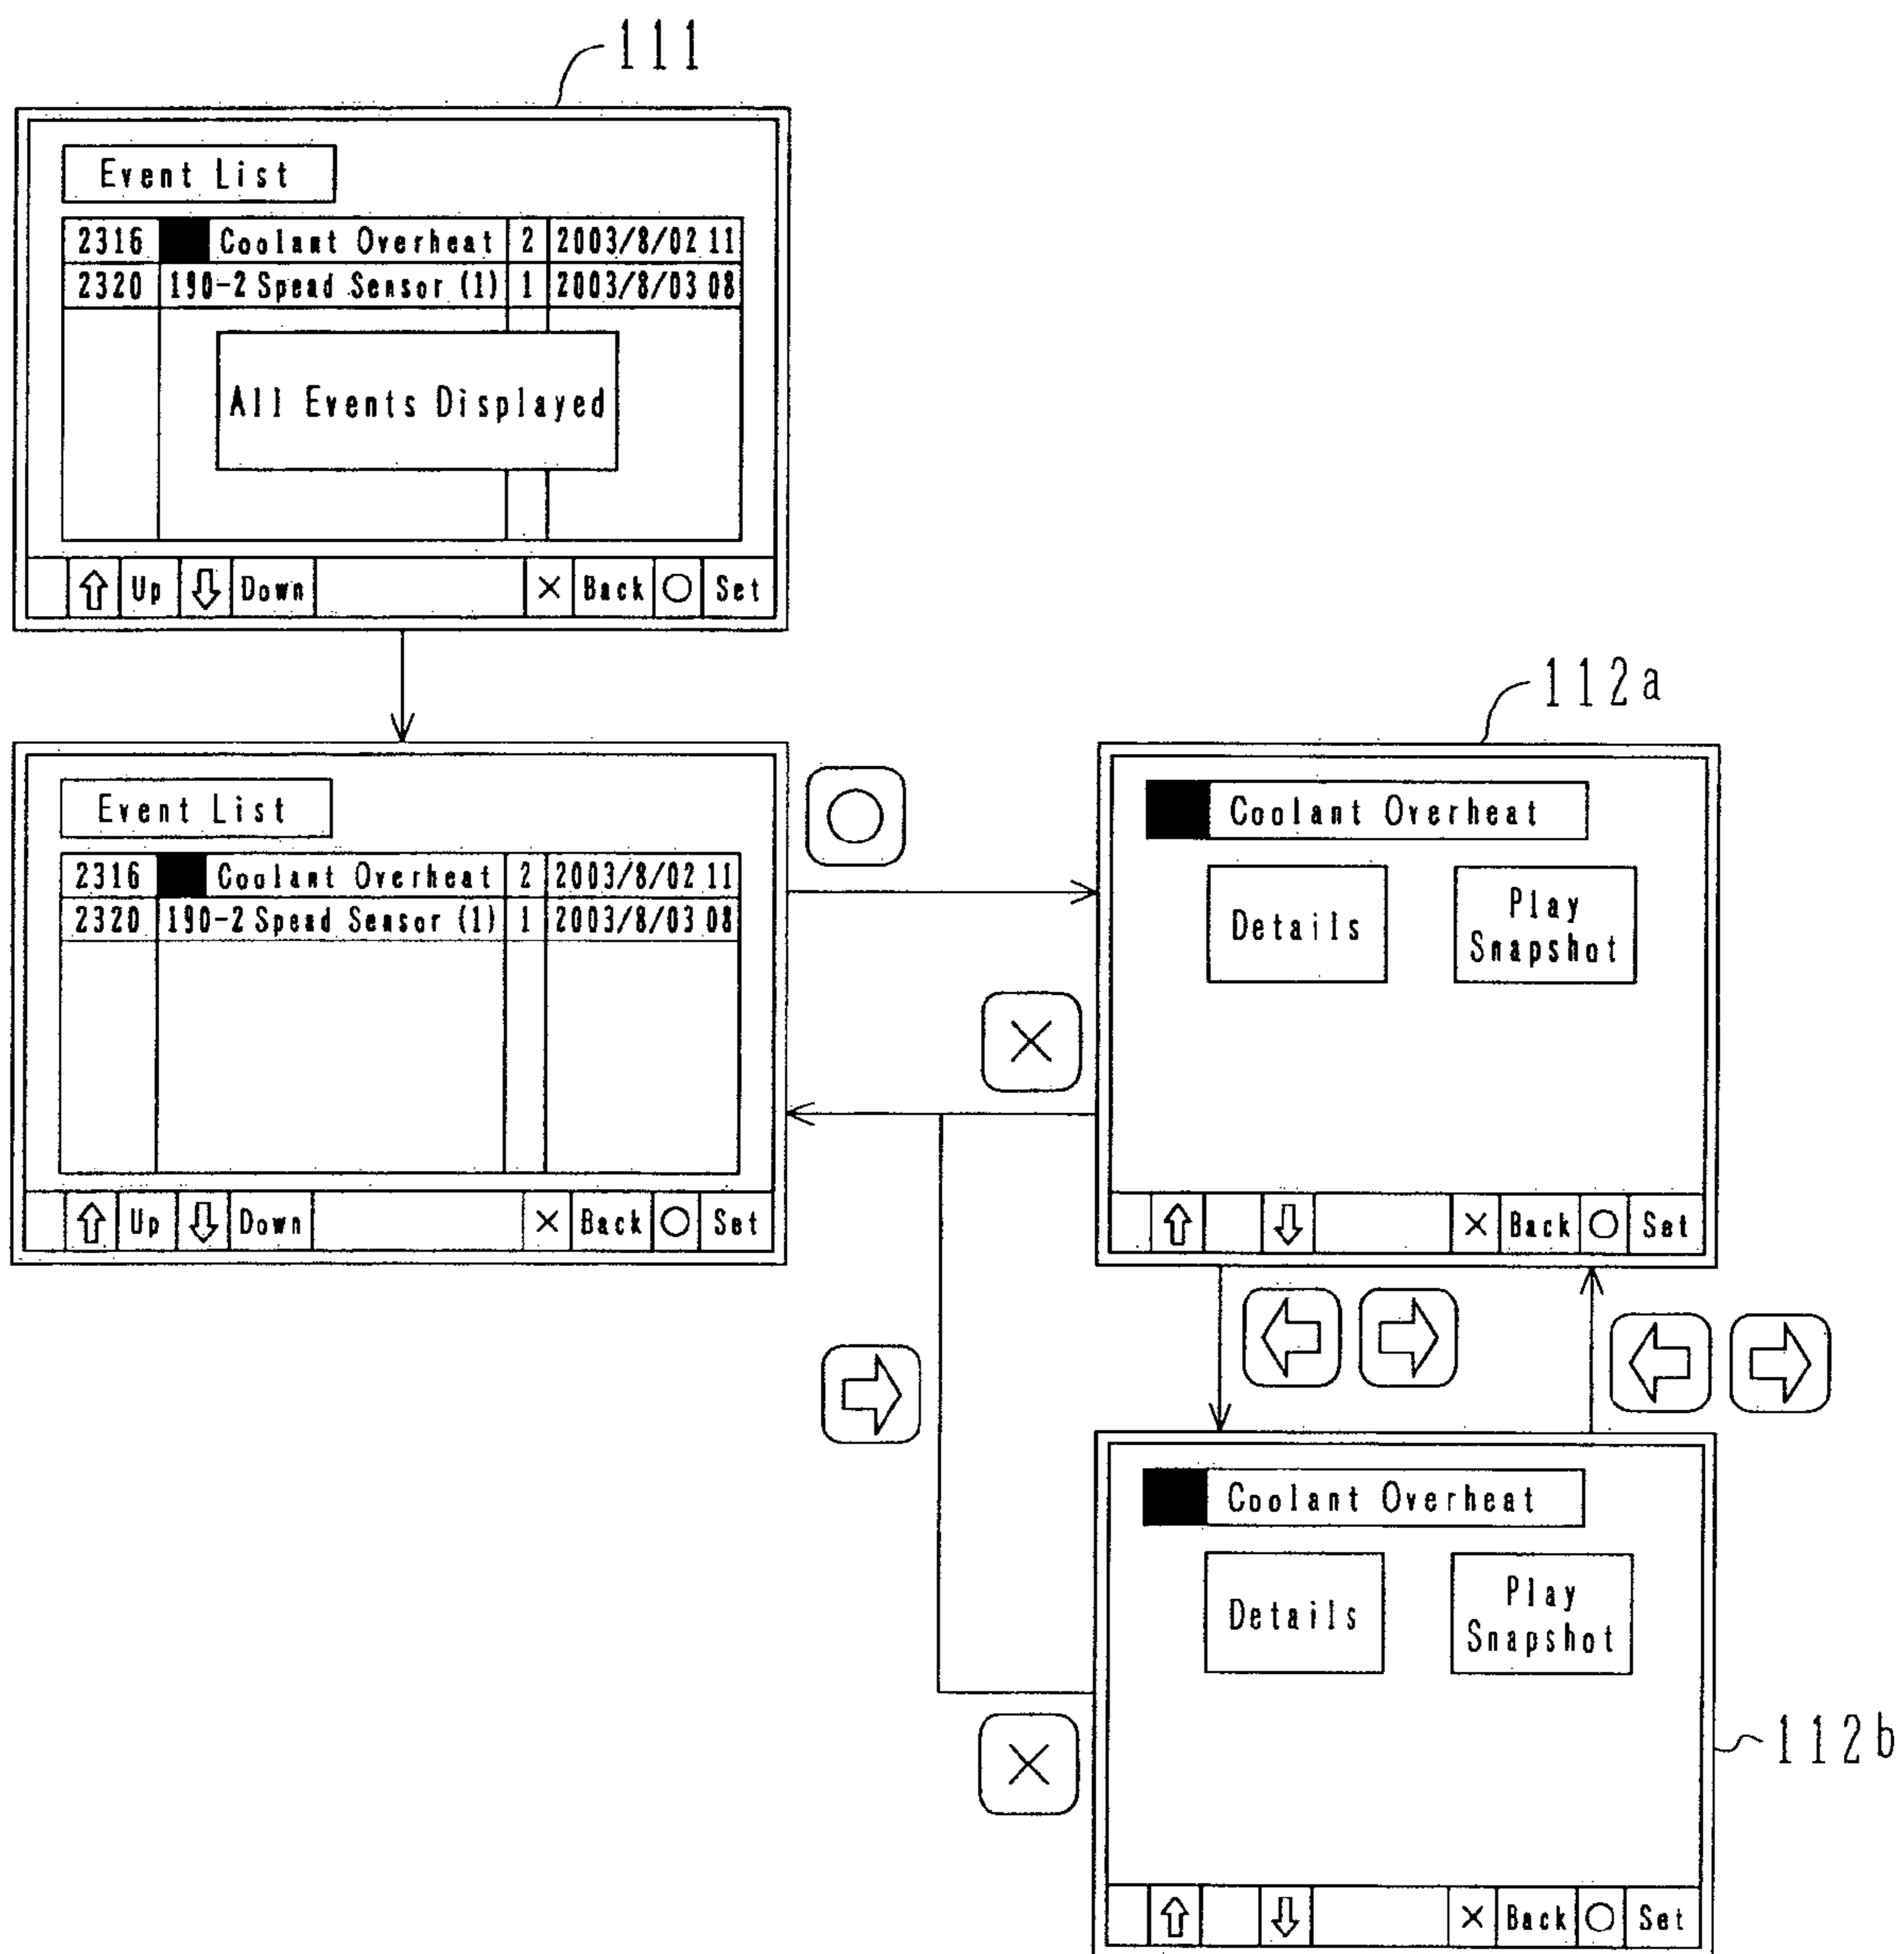 111
Event List
2316 Coolant Overheat 2 2003/8/02 11
2320 190-2 Spead Sensor (1) 1 2003/8/03 08
All Events Displayed
⇧ Up ⇩ Down × Back ○ Set
112a
Event List
2316 Coolant Overheat 2 2003/8/02 11
2320 190-2 Spead Sensor (1) 1 2003/8/03 08
⇧ Up ⇩ Down × Back ○ Set
Coolant Overheat
Details
Play
Snapshot
⇧ ⇩ × Back ○ Set
Coolant Overheat
Details
Play
Snapshot
112b
⇧ ⇩ × Back ○ Set